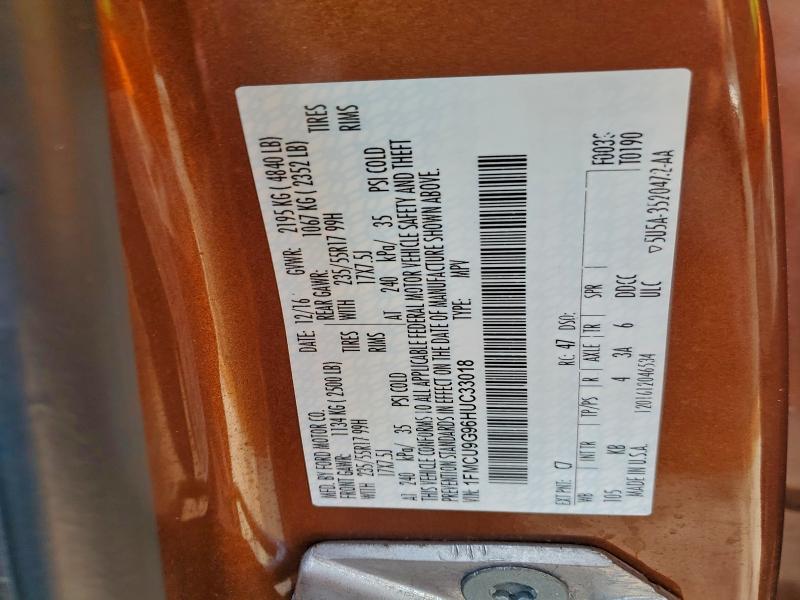 MFD. BY FORD MOTOR CO.
DATE: 12/16 GVWR: 2195 KG ( 4840 LB)
FRONT GAWR: 1134 KG ( 2500 LB) REAR GAWR: 1067 KG ( 2352 LB)
WITH 235/55R17 99H TIRES WITH 235/55R17 99H TIRES
17X7.5J RIMS 17X7.5J RIMS
AT 240 kPa/ 35 PSI COLD AT 240 kPa/ 35 PSI COLD
THIS VEHICLE CONFORMS TO ALL APPLICABLE FEDERAL MOTOR VEHICLE SAFETY AND THEFT
PREVENTION STANDARDS IN EFFECT ON THE DATE OF MANUFACTURE SHOWN ABOVE.
VIN: 1FMCU9G96HUC33018 TYPE: MPV
EXT PNT: RC: 47 DSO:
WB INT TR TP/PS R AXLE TR SPR
105 KB 4 3A 6 DDCC
MADE IN U.S.A. 1201612046534 ULC
T0190
5U5A-3520472-AA